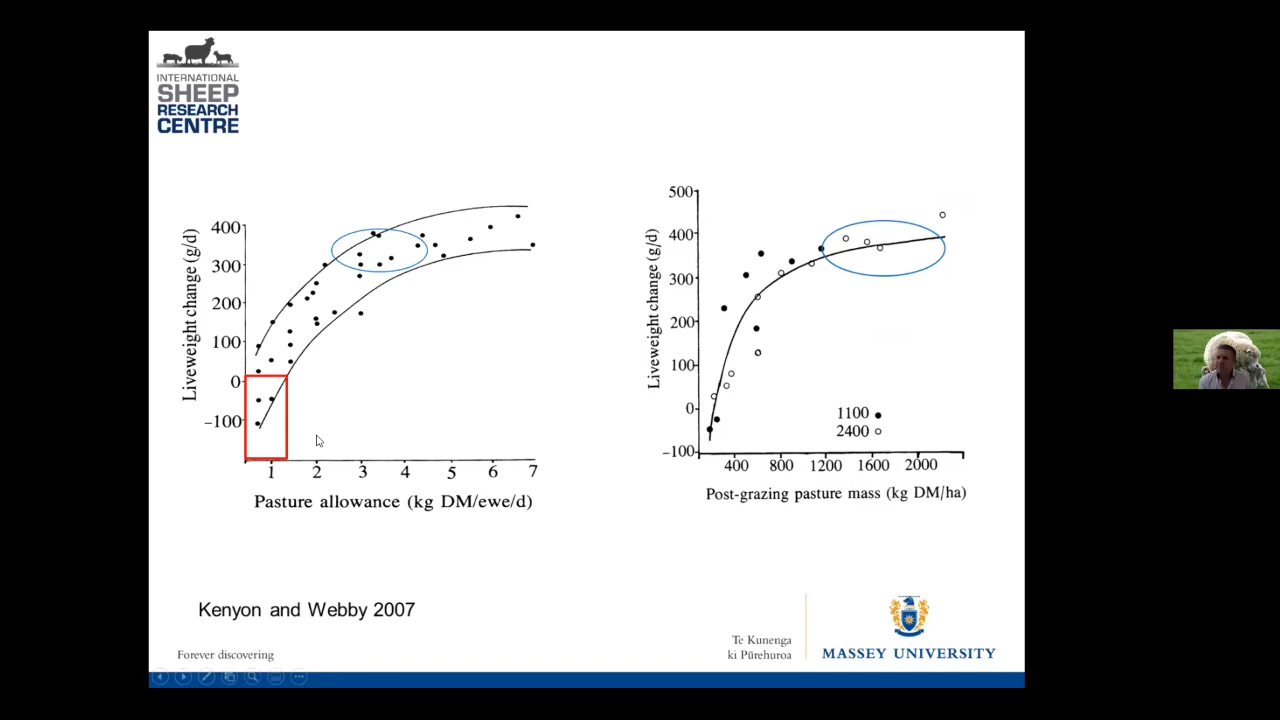 INTERNATIONAL
SHEEP
RESEARCH
CENTRE
400
300
200
100
0
−100
Liveweight change (g/d)
1 2 3 4 5 6 7
Pasture allowance (kg DM/ewe/d)
500
400
300
200
100
0
−100
Liveweight change (g/d)
1100
2400
400 800 1200 1600 2000
Post-grazing pasture mass (kg DM/ha)
Kenyon and Webby 2007
Forever discovering
Te Kunenga
ki Pūrehuroa
MASSEY UNIVERSITY